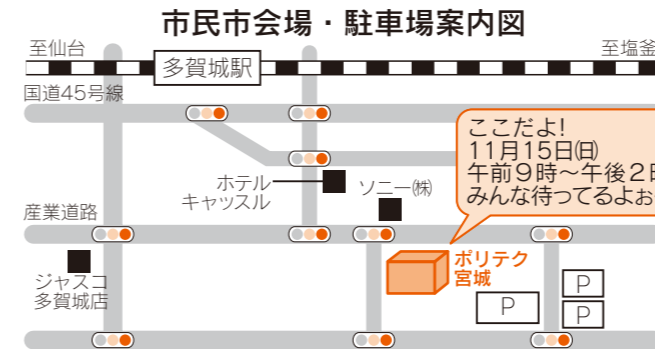 市民市会場・駐車場案内図
至仙台
至塩釜
多賀城駅
国道45号線
ここだよ!
11月15日㈰
午前9時〜午後2時
みんな待ってるよぉ
ホテル
キャッスル
ソニー㈱
産業道路
ジャスコ
多賀城店
ポリテク
宮城
P
P
P